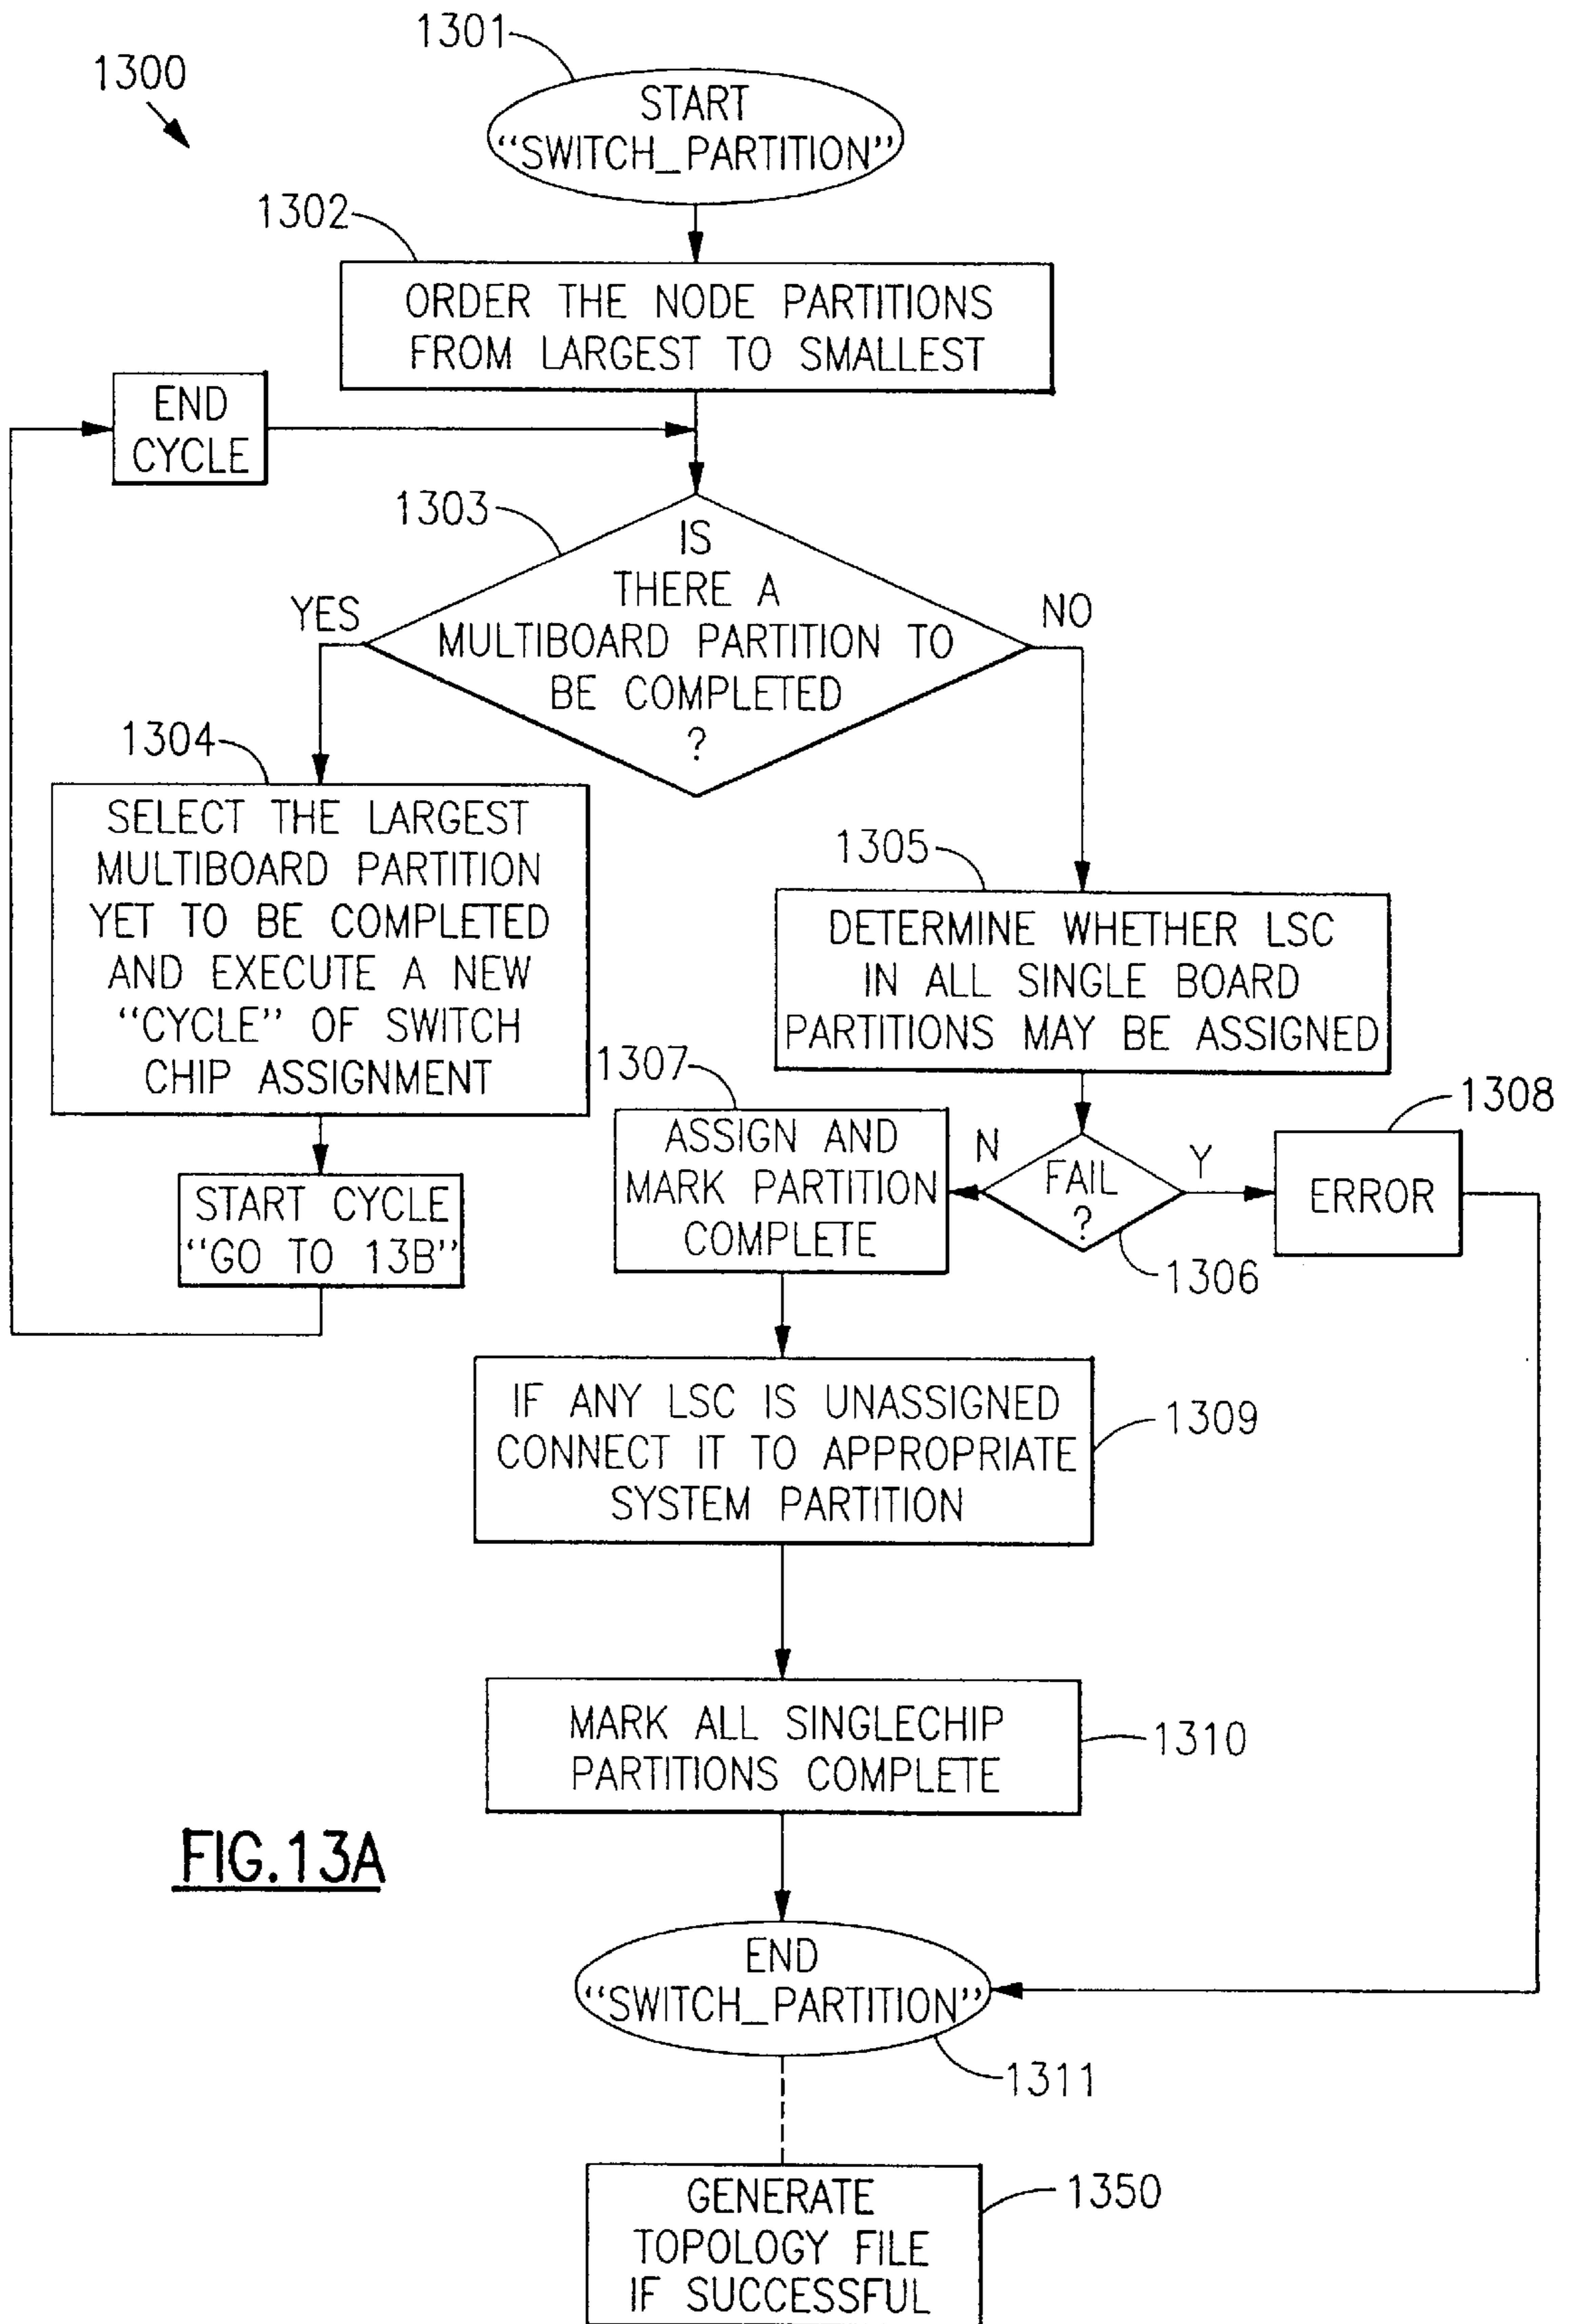 1301
1300
START
“SWITCH_PARTITION”
1302
ORDER THE NODE PARTITIONS
FROM LARGEST TO SMALLEST
END
CYCLE
1303
IS
THERE A
MULTIBOARD PARTITION TO
BE COMPLETED
?
YES
NO
1304
SELECT THE LARGEST
MULTIBOARD PARTITION
YET TO BE COMPLETED
AND EXECUTE A NEW
“CYCLE” OF SWITCH
CHIP ASSIGNMENT
START CYCLE
“GO TO 13B”
1305
DETERMINE WHETHER LSC
IN ALL SINGLE BOARD
PARTITIONS MAY BE ASSIGNED
1307
ASSIGN AND
MARK PARTITION
COMPLETE
N
FAIL
?
Y
1306
1308
ERROR
IF ANY LSC IS UNASSIGNED
CONNECT IT TO APPROPRIATE
SYSTEM PARTITION
1309
MARK ALL SINGLECHIP
PARTITIONS COMPLETE
1310
FIG.13A
END
“SWITCH_PARTITION”
1311
GENERATE
TOPOLOGY FILE
IF SUCCESSFUL
1350